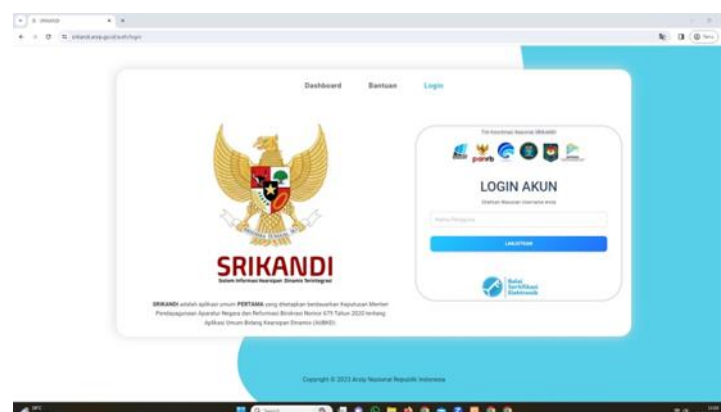 SRIKANDI
srikandi.arsip.go.id/auth/login
Dashboard Bantuan Login
SRIKANDI
Sistem Informasi Kearsipan Dinamis Terintegrasi
SRIKANDI adalah aplikasi umum PERTAMA yang diterapkan berdasarkan Keputusan Menteri
Pendayagunaan Aparatur Negara dan Reformasi Birokrasi Nomor 679 Tahun 2020 tentang
Aplikasi Umum Bidang Kearsipan Dinamis (AUBKD).
Tim Koordinasi Nasional SRIKANDI
panrb
LOGIN AKUN
Silahkan Masukan Username Anda
Nama Pengguna
LANJUTKAN
Balai
Sertifikasi
Elektronik
Copyright © 2023 Arsip Nasional Republik Indonesia
Search